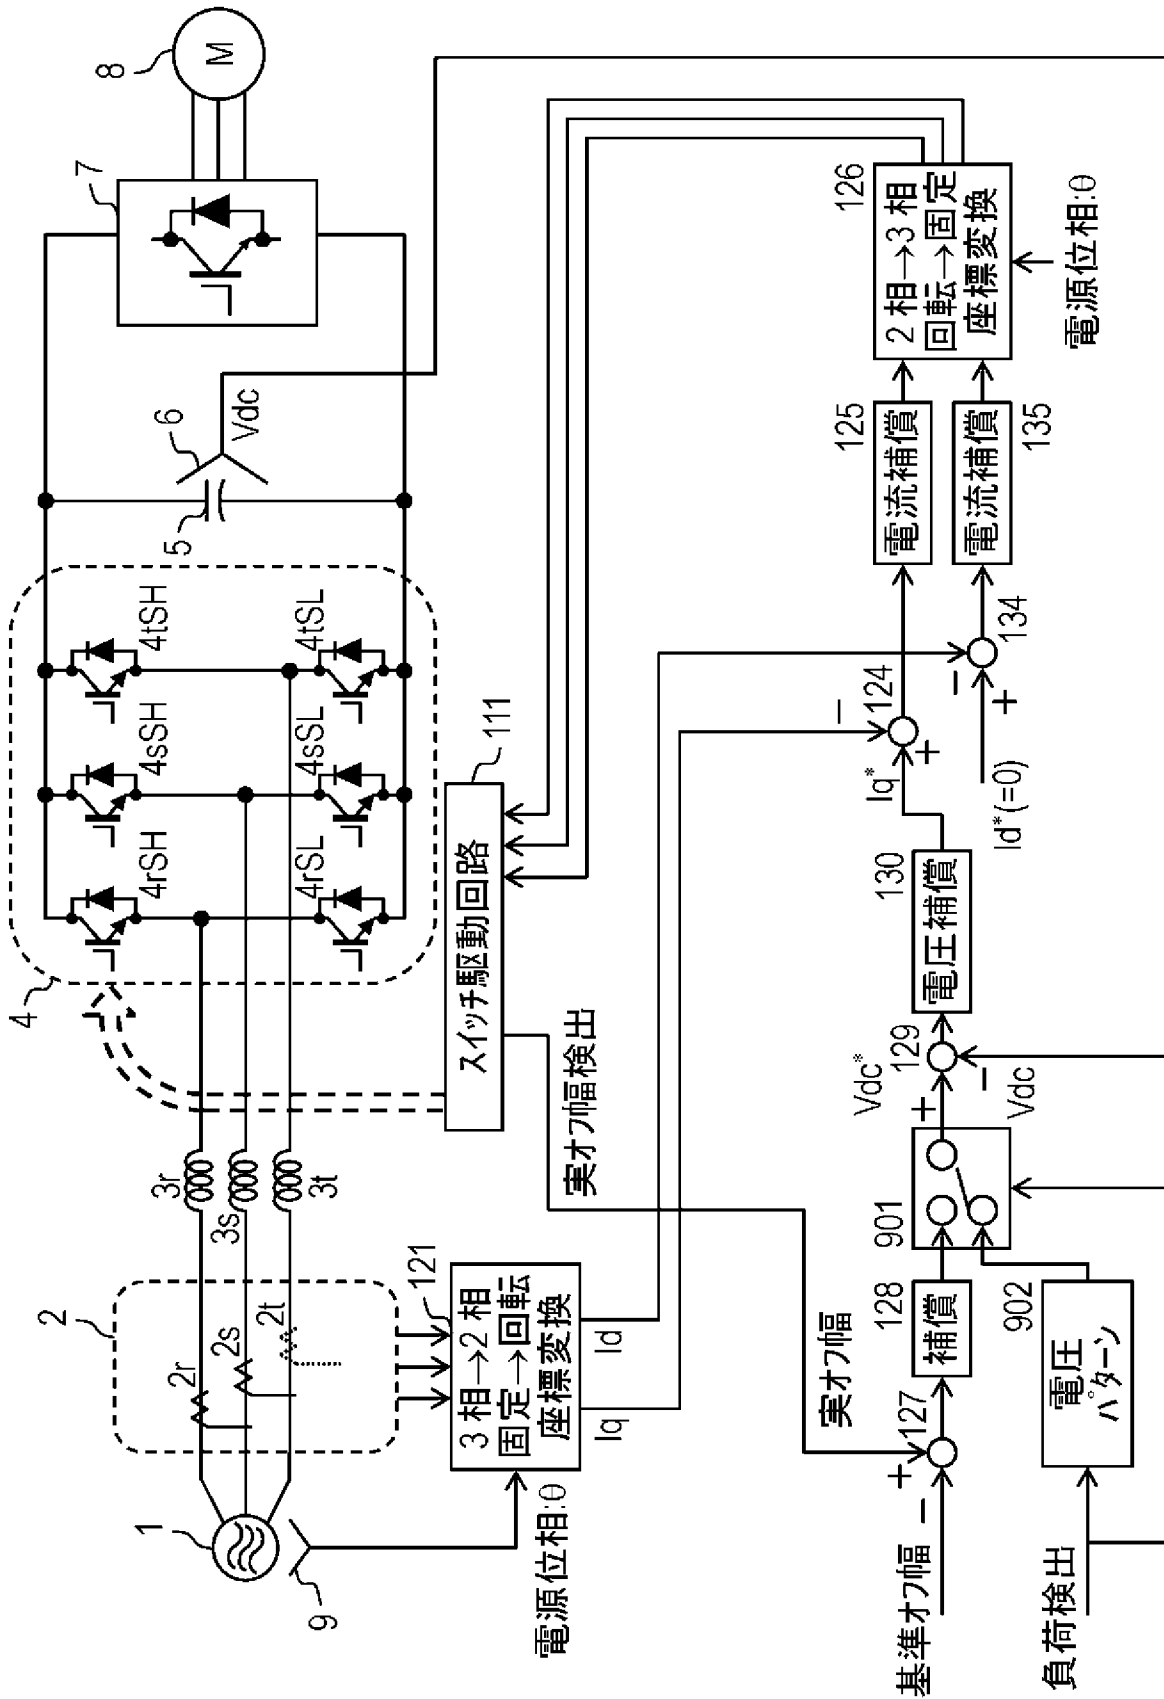 1
2
2r
2s
2t
3r
3s
3t
4
4rSH
4sSH
4tSH
4rSL
4sSL
4tSL
5
6
Vdc
7
8
M
9
電源位相:θ
121
3相→2相
固定→回転
座標変換
Iq
Id
スイッチ駆動回路
111
実オフ幅検出
実オフ幅
基準オフ幅
−
+
127
補償
128
901
負荷検出
電圧
パターン
902
Vdc*
+
−
Vdc
129
電圧補償
130
Iq*
+
−
124
Id*(=0)
+
−
134
電流補償
125
電流補償
135
2相→3相
回転→固定
座標変換
126
電源位相:θ